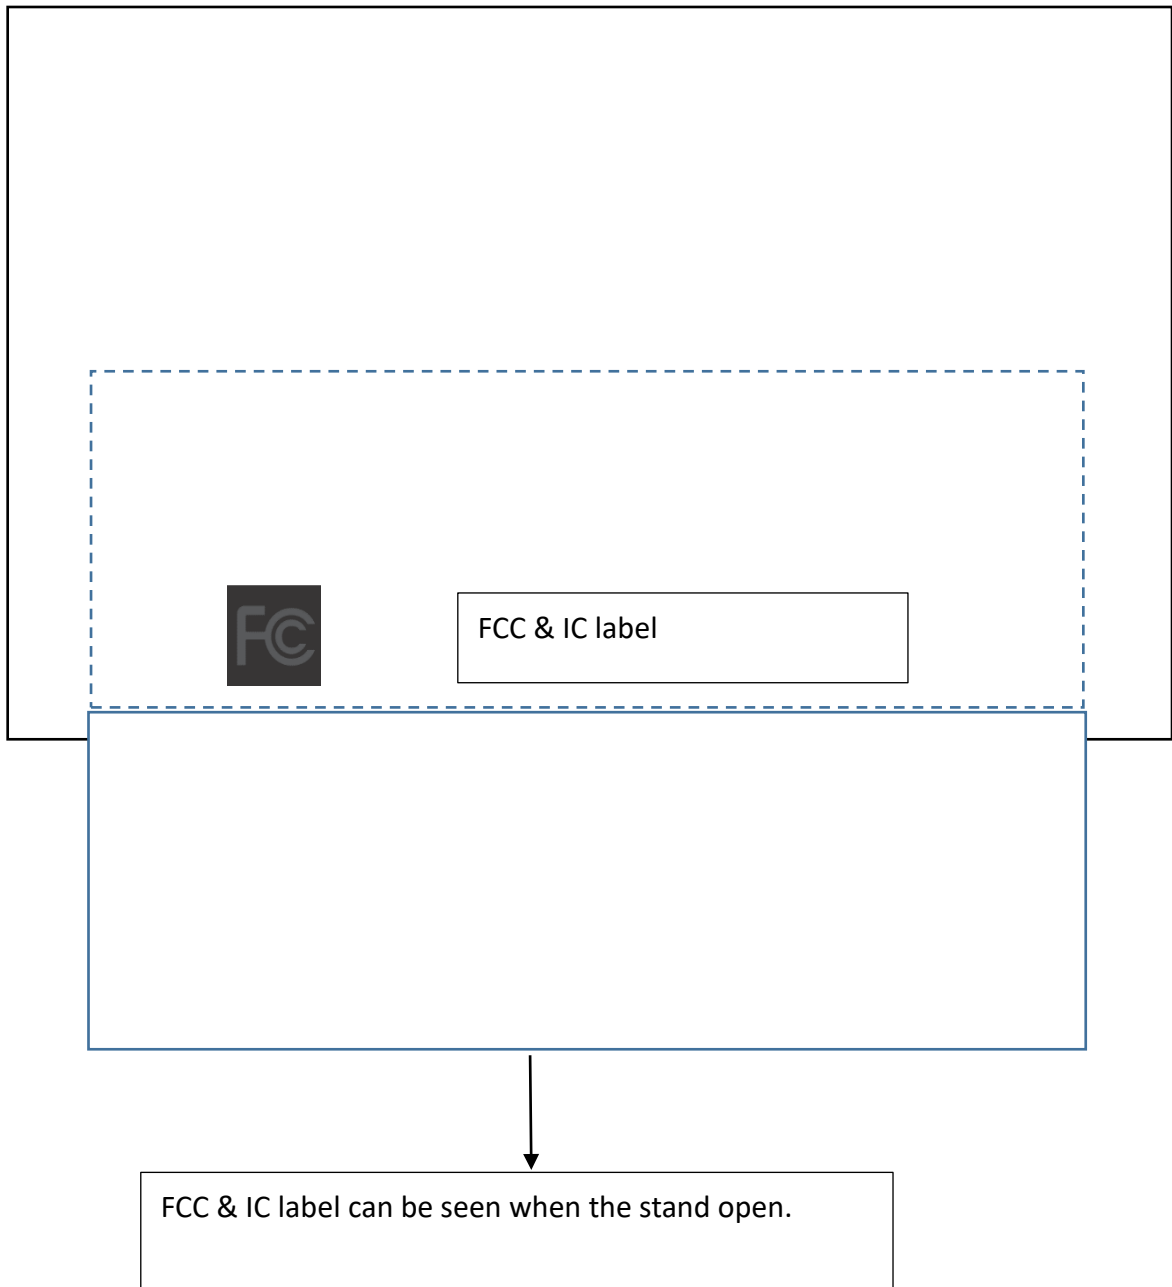 FC
FCC & IC label
FCC & IC label can be seen when the stand open.